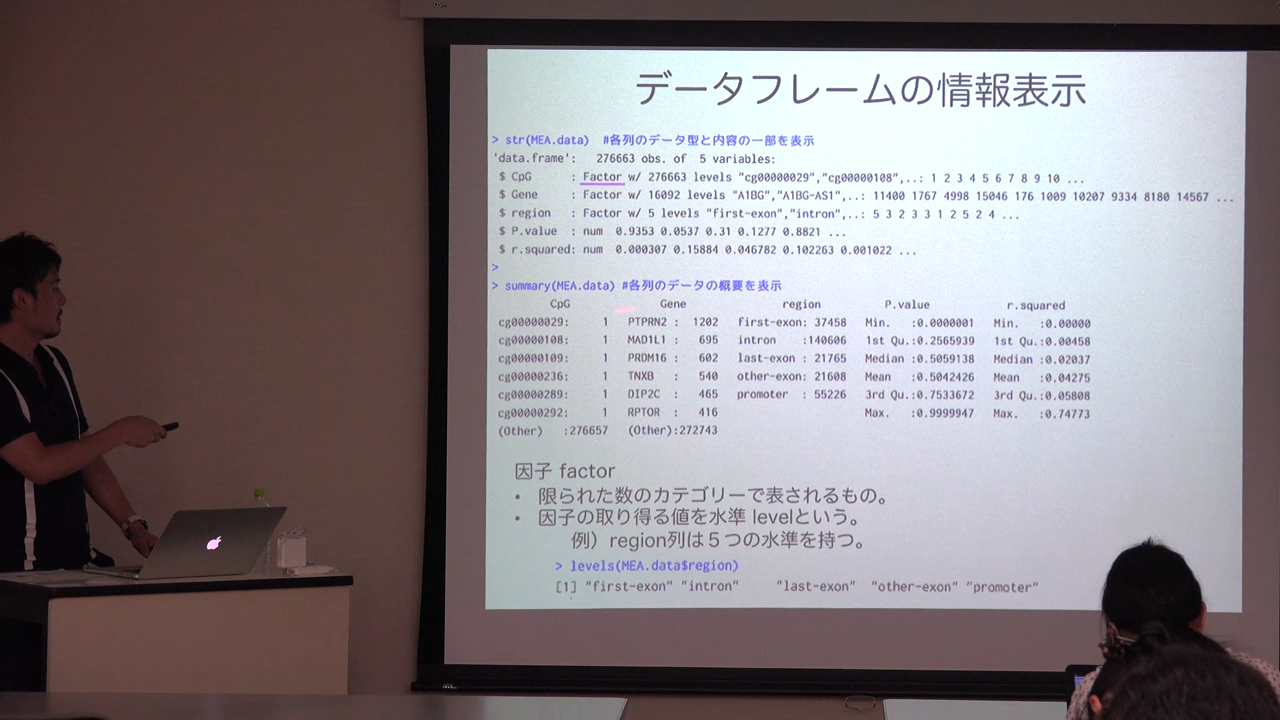 データフレームの情報表示
> str(MEA.data)  #各列のデータ型と内容の一部を表示
'data.frame':   276663 obs. of  5 variables:
 $ CpG      : Factor w/ 276663 levels "cg00000029","cg00000108",..: 1 2 3 4 5 6 7 8 9 10 ...
 $ Gene     : Factor w/ 16092 levels "A1BG","A1BG-AS1",..: 11400 1767 4998 15046 176 1009 10207 9334 8180 14567 ...
 $ region   : Factor w/ 5 levels "first-exon","intron",..: 5 3 2 3 3 1 2 5 2 4 ...
 $ P.value  : num  0.9353 0.0537 0.31 0.1277 0.8821 ...
 $ r.squared: num  0.000307 0.15884 0.046782 0.102263 0.001022 ...
>
> summary(MEA.data) #各列のデータの概要を表示
CpG Gene region P.value r.squared
cg00000029:     1   PTPRN2 :  1202   first-exon: 37458   Min.   :0.0000001   Min.   :0.00000
cg00000108:     1   MAD1L1 :   695   intron    :140606   1st Qu.:0.2565939   1st Qu.:0.00458
cg00000109:     1   PRDM16 :   602   last-exon : 21765   Median :0.5059138   Median :0.02037
cg00000236:     1   TNXB   :   540   other-exon: 21608   Mean   :0.5042426   Mean   :0.04275
cg00000289:     1   DIP2C  :   465   promoter  : 55226   3rd Qu.:0.7533672   3rd Qu.:0.05808
cg00000292:     1   RPTOR  :   416   Max.   :0.9999947   Max.   :0.74773
(Other)   :276657   (Other):272743
因子 factor
• 限られた数のカテゴリーで表されるもの。
• 因子の取り得る値を水準 levelという。
例）region列は５つの水準を持つ。
> levels(MEA.data$region)
[1] "first-exon" "intron"     "last-exon"  "other-exon" "promoter"